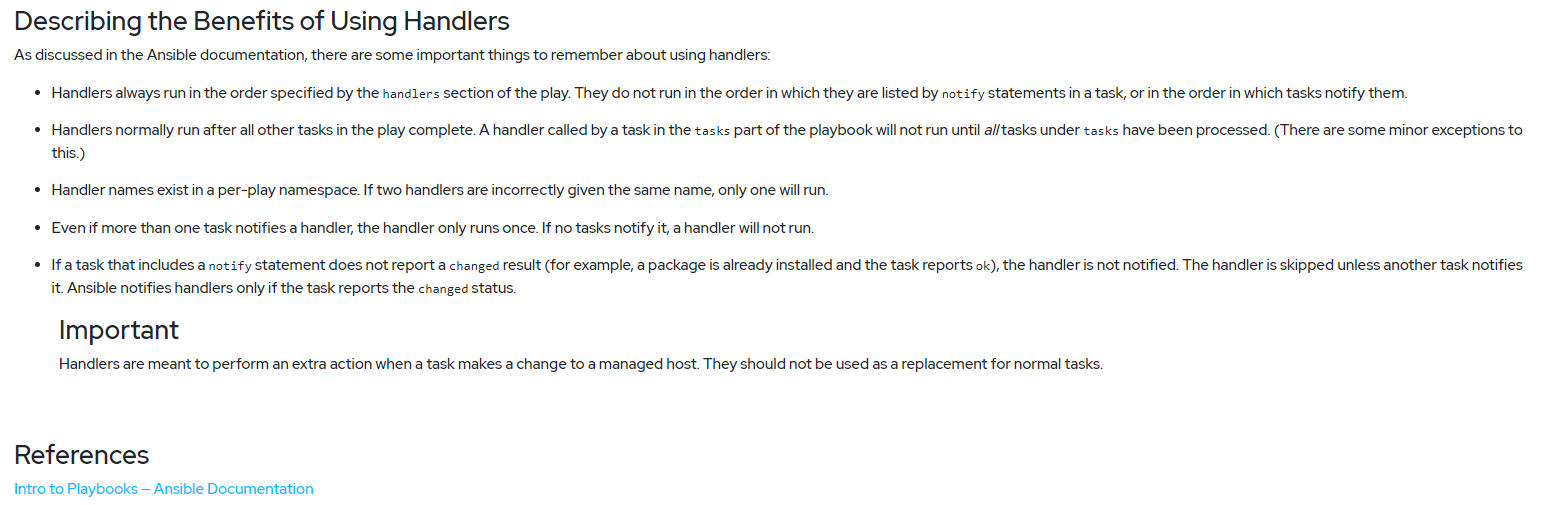 Describing the Benefits of Using Handlers
As discussed in the Ansible documentation, there are some important things to remember about using handlers:
• Handlers always run in the order specified by the handlers section of the play. They do not run in the order in which they are listed by notify statements in a task, or in the order in which tasks notify them.
• Handlers normally run after all other tasks in the play complete. A handler called by a task in the tasks part of the playbook will not run until all tasks under tasks have been processed. (There are some minor exceptions to
this.)
• Handler names exist in a per-play namespace. If two handlers are incorrectly given the same name, only one will run.
• Even if more than one task notifies a handler, the handler only runs once. If no tasks notify it, a handler will not run.
• If a task that includes a notify statement does not report a changed result (for example, a package is already installed and the task reports ok), the handler is not notified. The handler is skipped unless another task notifies
it. Ansible notifies handlers only if the task reports the changed status.
Important
Handlers are meant to perform an extra action when a task makes a change to a managed host. They should not be used as a replacement for normal tasks.
References
Intro to Playbooks — Ansible Documentation